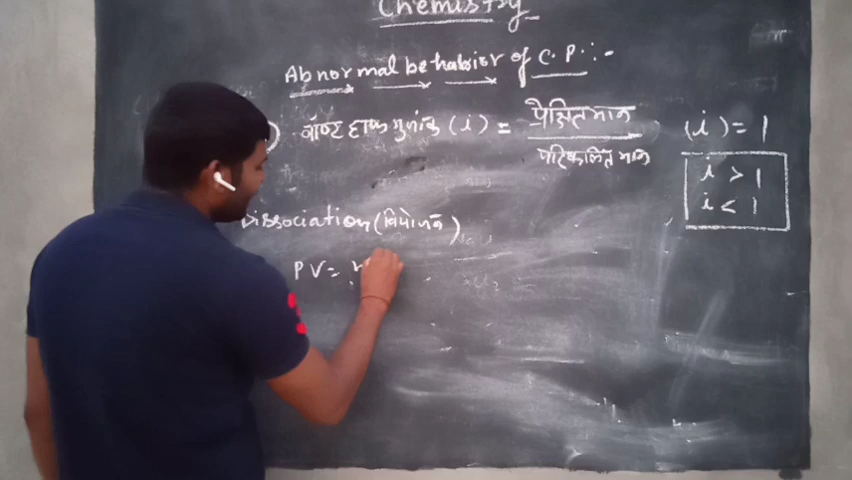 Chemistry
Abnormal behavior of C.P.:-
वॉण्ट हॉफ गुणांक (i) = प्रेक्षित मान
परिकलित मान
(i) = 1
i > 1
i < 1
Dissociation (वियोजन)
PV =